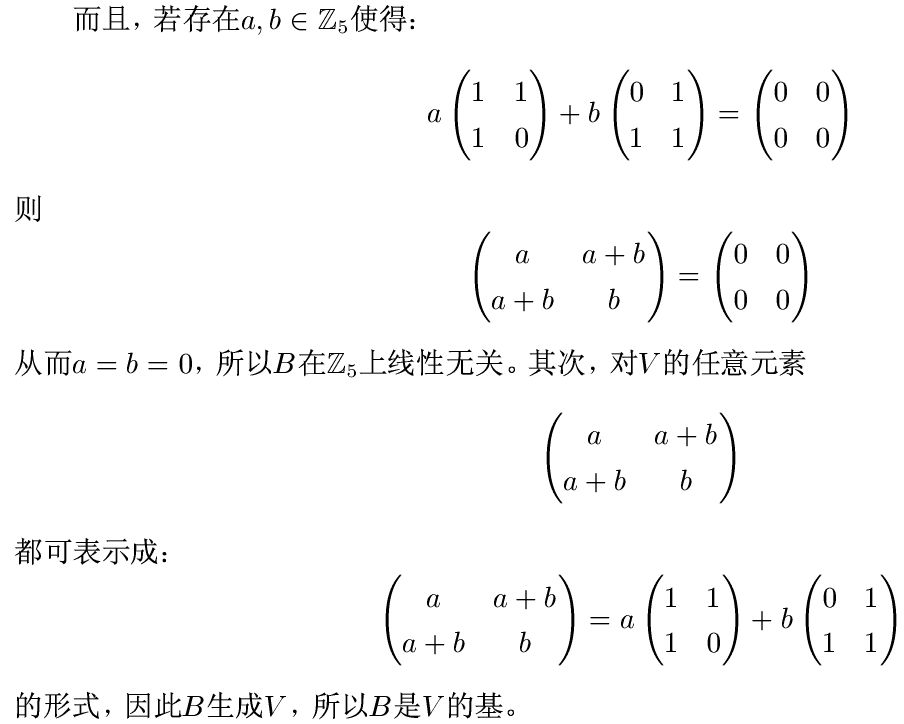 而且，若存在$a, b \in \mathbb{Z}_5$使得：
$$a\begin{pmatrix} 1 & 1 \\ 1 & 0 \end{pmatrix} + b\begin{pmatrix} 0 & 1 \\ 1 & 1 \end{pmatrix} = \begin{pmatrix} 0 & 0 \\ 0 & 0 \end{pmatrix}$$
则
$$\begin{pmatrix} a & a+b \\ a+b & b \end{pmatrix} = \begin{pmatrix} 0 & 0 \\ 0 & 0 \end{pmatrix}$$
从而$a = b = 0$，所以$B$在$\mathbb{Z}_5$上线性无关。其次，对$V$的任意元素
$$\begin{pmatrix} a & a+b \\ a+b & b \end{pmatrix}$$
都可表示成：
$$\begin{pmatrix} a & a+b \\ a+b & b \end{pmatrix} = a\begin{pmatrix} 1 & 1 \\ 1 & 0 \end{pmatrix} + b\begin{pmatrix} 0 & 1 \\ 1 & 1 \end{pmatrix}$$
的形式，因此$B$生成$V$，所以$B$是$V$的基。